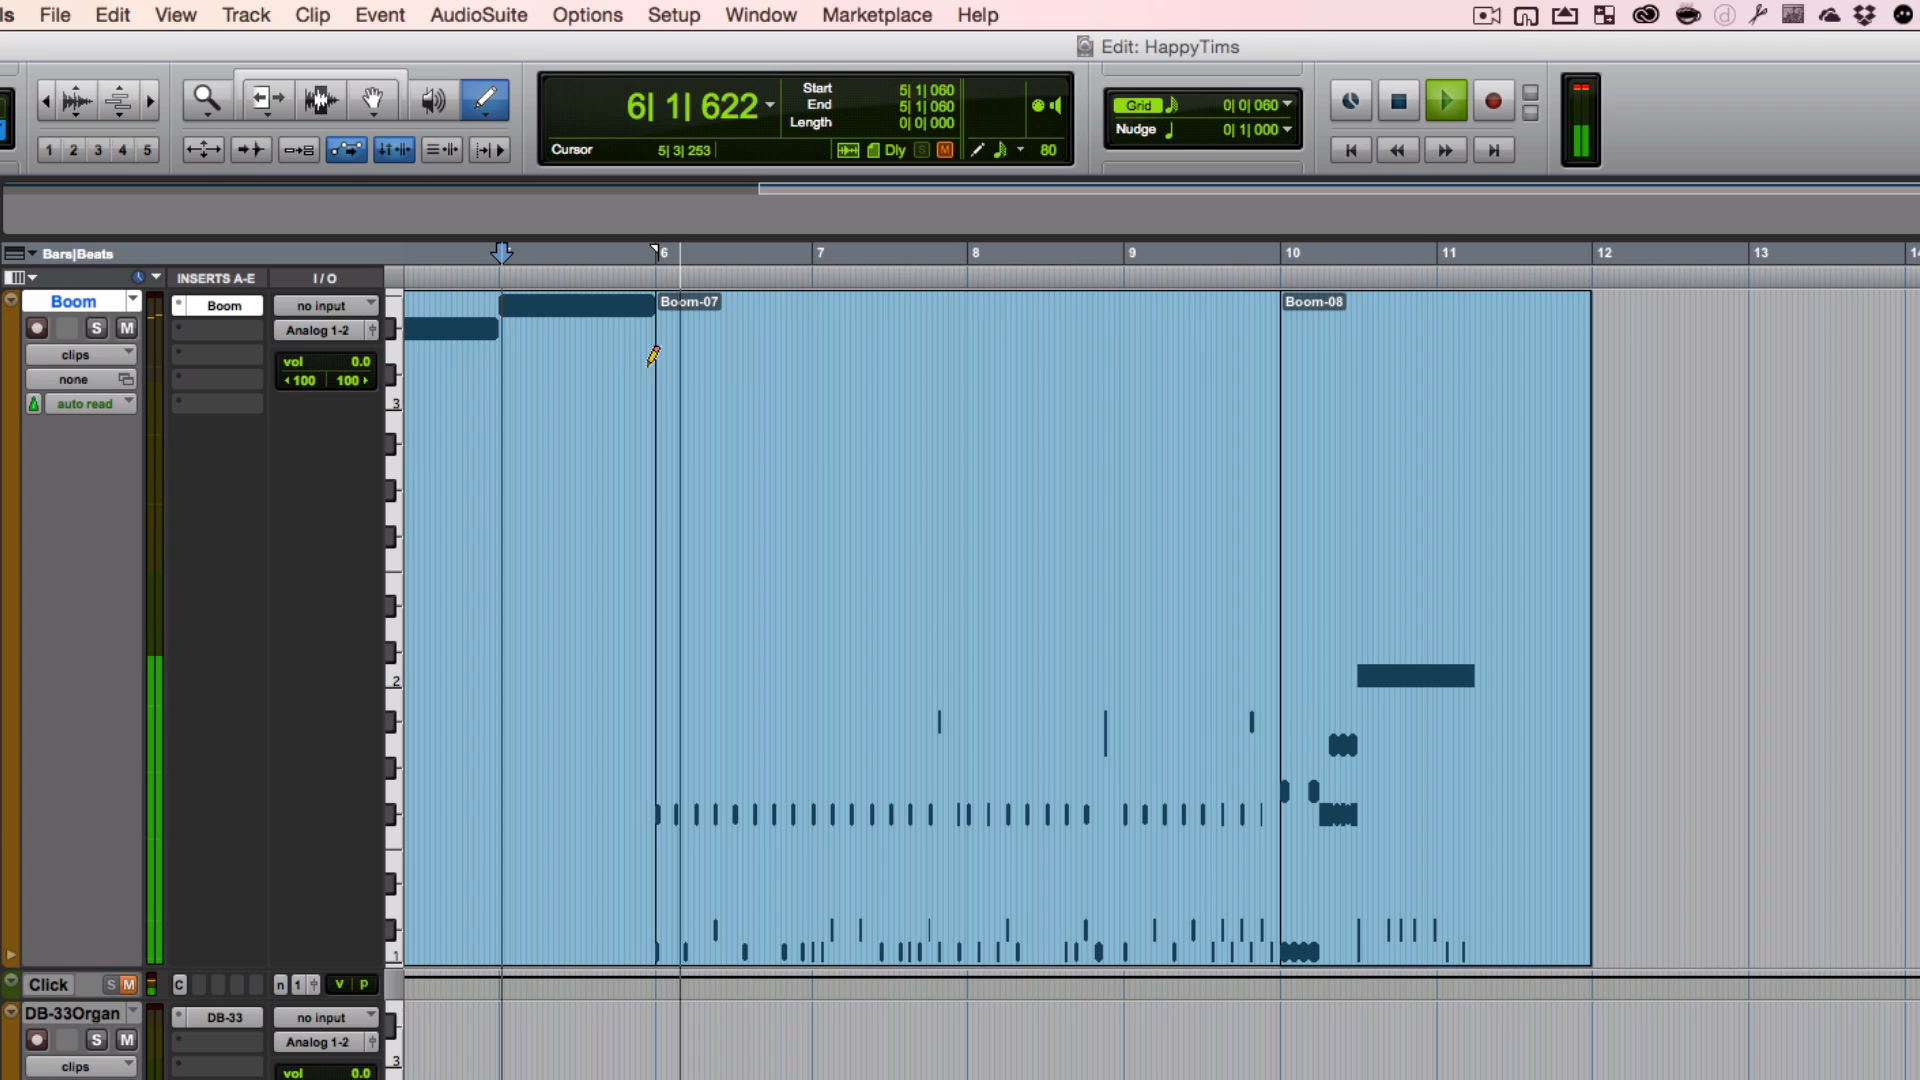 ls File Edit View Track Clip Event AudioSuite Options Setup Window Marketplace Help
Edit: HappyTims
6| 1| 622
Start 5| 1| 060
End 5| 1| 060
Length 0| 0| 000
Cursor 5| 3| 253
Dly S M 80
Grid 0| 0| 060
Nudge 0| 1| 000
1 2 3 4 5
Bars|Beats
6 7 8 9 10 11 12 13 14
INSERTS A-E I / O
Boom
S M
clips
none
auto read
Boom
no input
Analog 1-2
vol 0.0
100 100
3
2
1
Boom-07
Boom-08
Click S M C n 1 V P
DB-33Organ DB-33 no input
S M Analog 1-2
clips vol 0.0
3